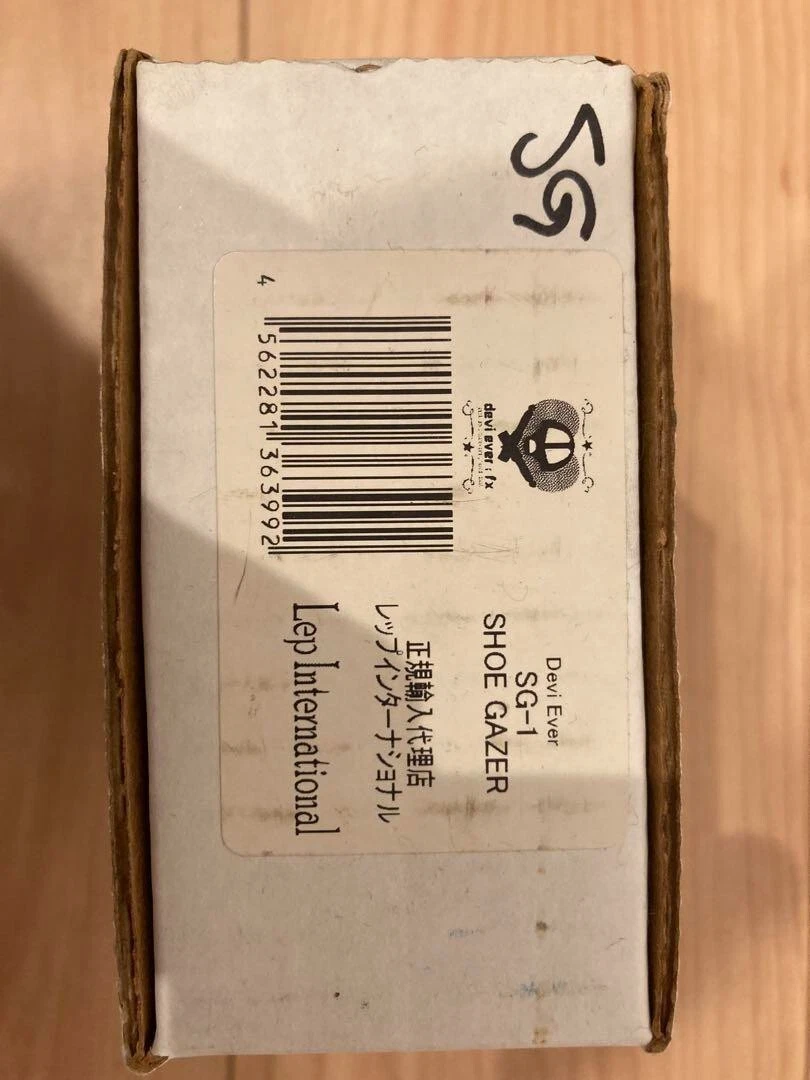 SG
devi ever : fx
Devi Ever
SG-1
SHOE GAZER
4 562281 363992
正規輸入代理店
レップインターナショナル
Lep International